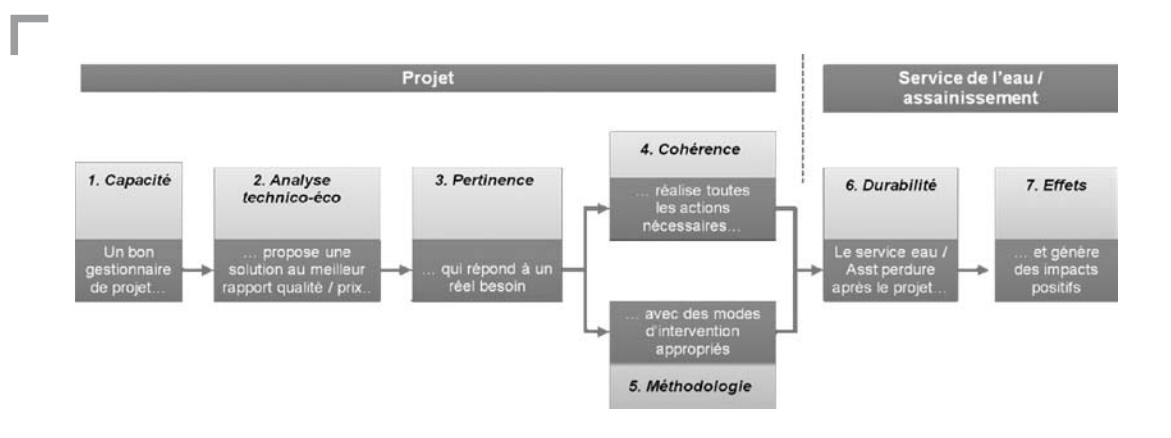 Projet
Service de l'eau /
assainissement
1. Capacité
Un bon
gestionnaire
de projet…
2. Analyse
technico-éco
… propose une
solution au meilleur
rapport qualité / prix..
3. Pertinence
… qui répond à un
réel besoin
4. Cohérence
… réalise toutes
les actions
nécessaires…
… avec des modes
d'intervention
appropriés
5. Méthodologie
6. Durabilité
Le service eau /
Asst perdure
après le projet…
7. Effets
… et génère
des impacts
positifs